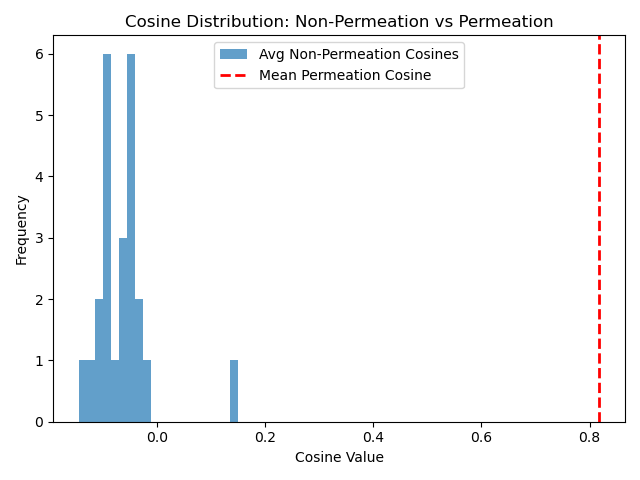 Cosine Distribution: Non-Permeation vs Permeation
Avg Non-Permeation Cosines
Mean Permeation Cosine
Frequency
6
5
4
3
2
1
0
0.0 0.2 0.4 0.6 0.8
Cosine Value